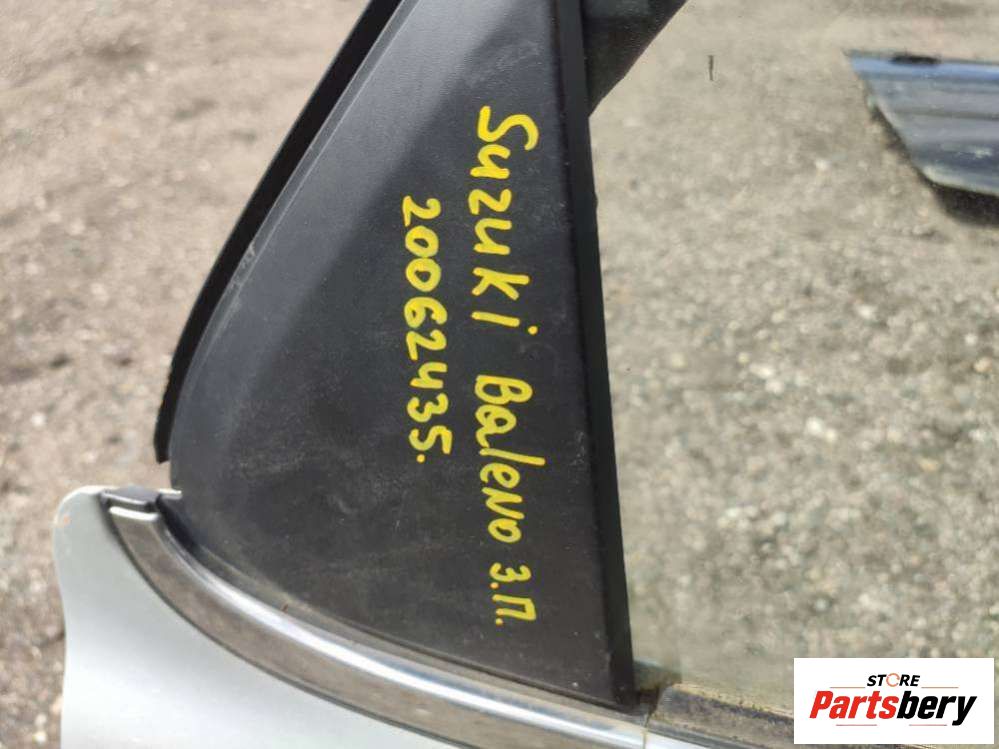 Suzuki Baleno З.П.
20062435.
STORE
Partsbery